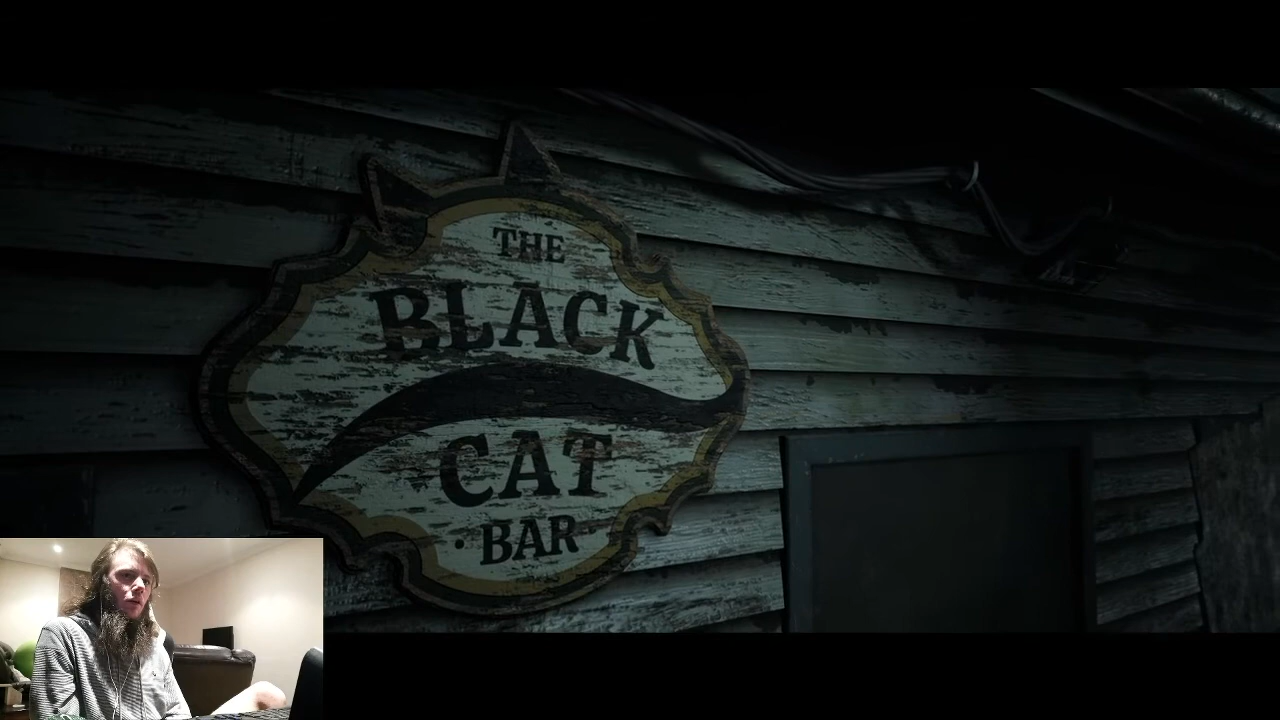 THE
BLACK
CAT
· BAR ·